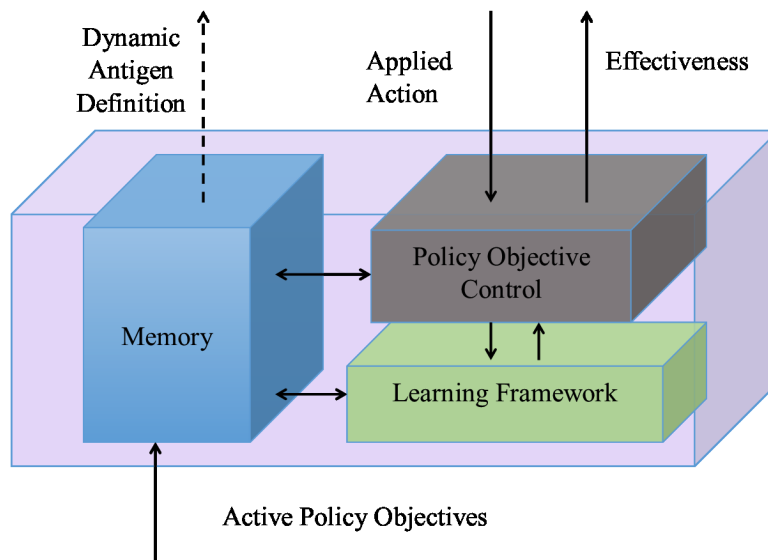 Dynamic
Antigen
Definition
Applied
Action
Effectiveness
Policy Objective
Control
Memory
Learning Framework
Active Policy Objectives